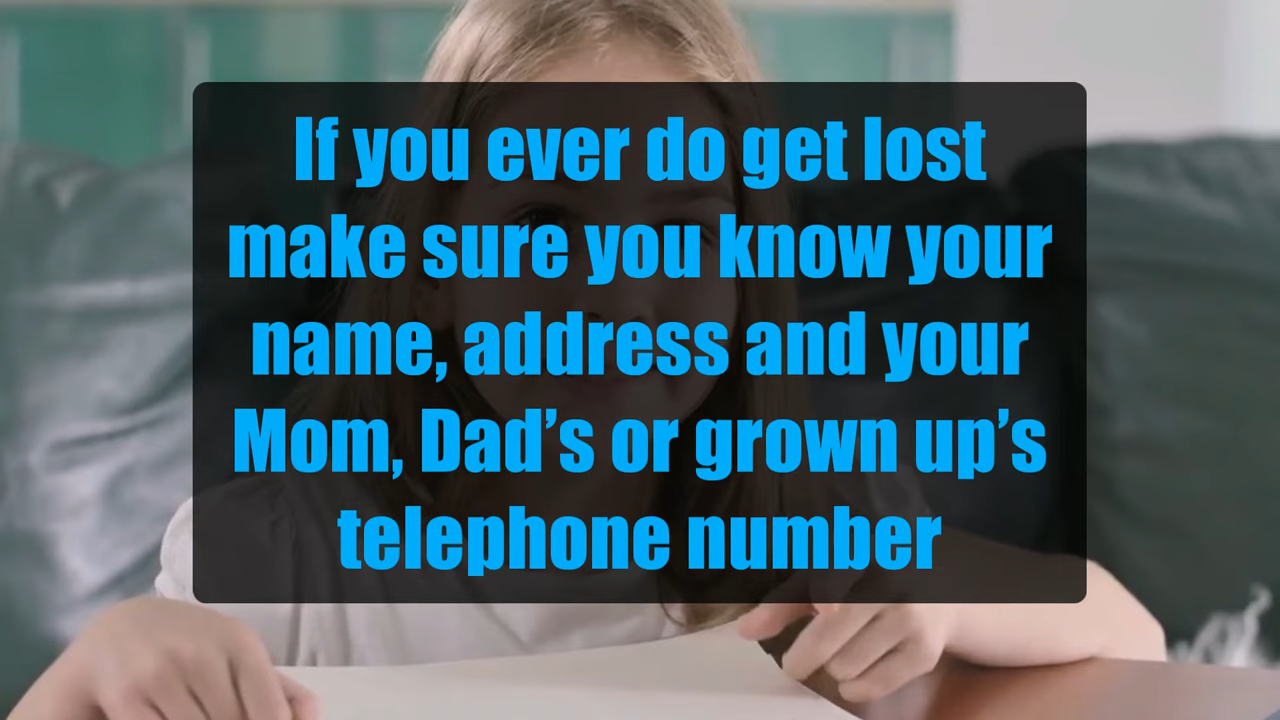 If you ever do get lost
make sure you know your
name, address and your
Mom, Dad’s or grown up’s
telephone number